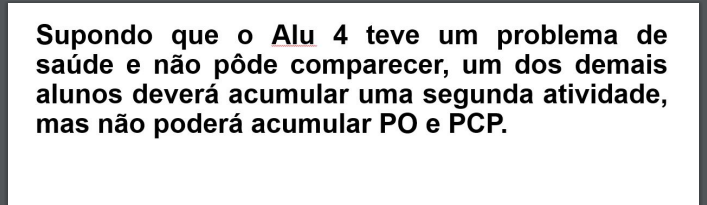 Supondo que o Alu 4 teve um problema de
saúde e não pôde comparecer, um dos demais
alunos deverá acumular uma segunda atividade,
mas não poderá acumular PO e PCP.